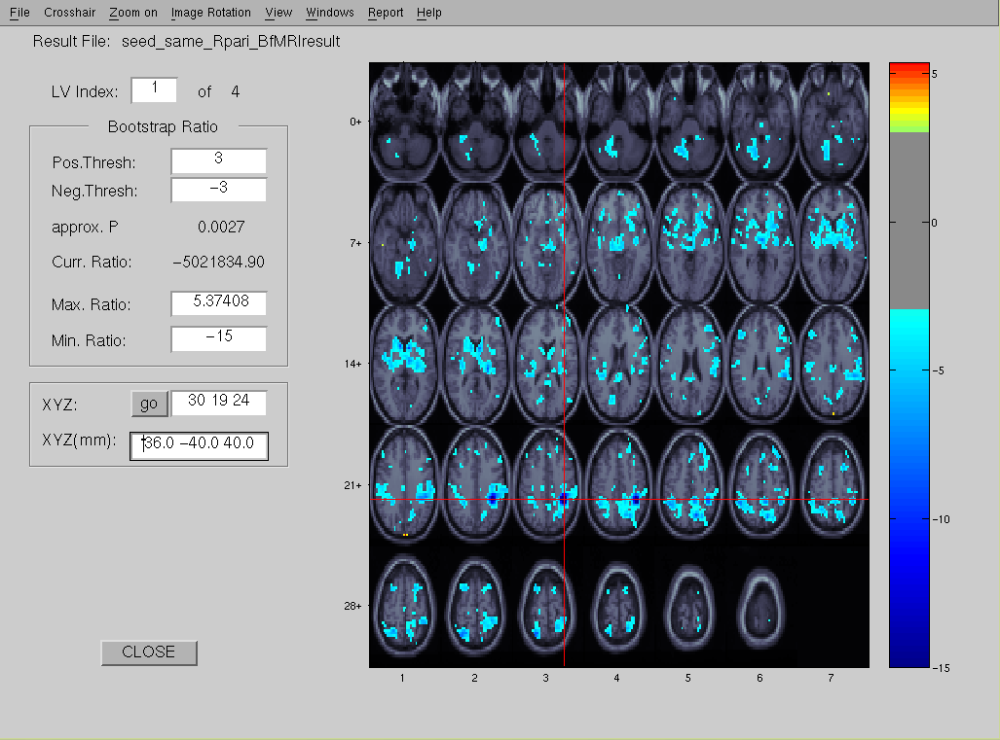 File Crosshair Zoom on Image Rotation View Windows Report Help
Result File: seed_same_Rpari_BfMRIresult
LV Index: 1 of 4
Bootstrap Ratio
Pos.Thresh: 3
Neg.Thresh: −3
approx. P 0.0027
Curr. Ratio: −5021834.90
Max. Ratio: 5.37408
Min. Ratio: −15
XYZ: go 30 19 24
XYZ(mm): 36.0 −40.0 40.0
CLOSE
0+
7+
14+
21+
28+
1 2 3 4 5 6 7
5
0
−5
−10
−15